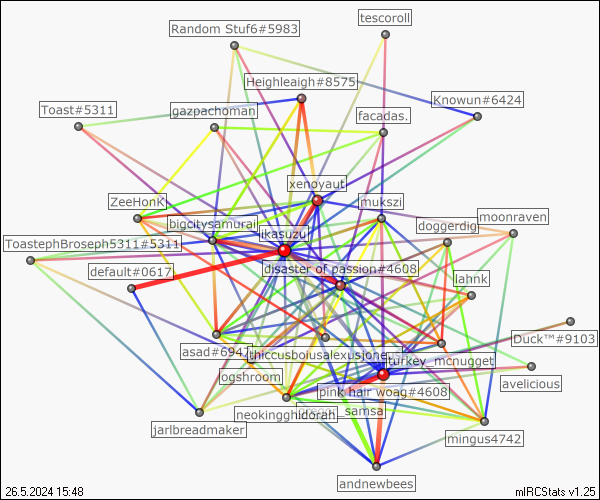 tescoroll
Random Stuf6#5983
Heighleaigh#8575
Knowun#6424
Toast#5311
gazpachoman
facadas.
xenoyaut
ZeeHonK
mukszi
bigcitysamurai
doggerdig
moonraven
ikasuzu
ToastephBroseph5311#5311
default#0617
disaster of passion#4608
lahnk
Duck™#9103
asad#6947
turkey_mcnugget
ogshroom
avelicious
pink hair woag#4608
neokingghidorah
samsa
jarlbreadmaker
mingus4742
andnewbees
26.5.2024 15:48
mIRCStats v1.25